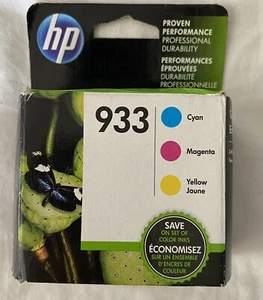 hp
PROVEN
PERFORMANCE
PROFESSIONAL
DURABILITY
PERFORMANCES
ÉPROUVÉES
DURABILITÉ
PROFESSIONNELLE
933
Cyan
Magenta
Yellow
Jaune
SAVE
ON SET OF
COLOR INKS
ÉCONOMISEZ
SUR UN ENSEMBLE
D'ENCRES DE
COULEUR